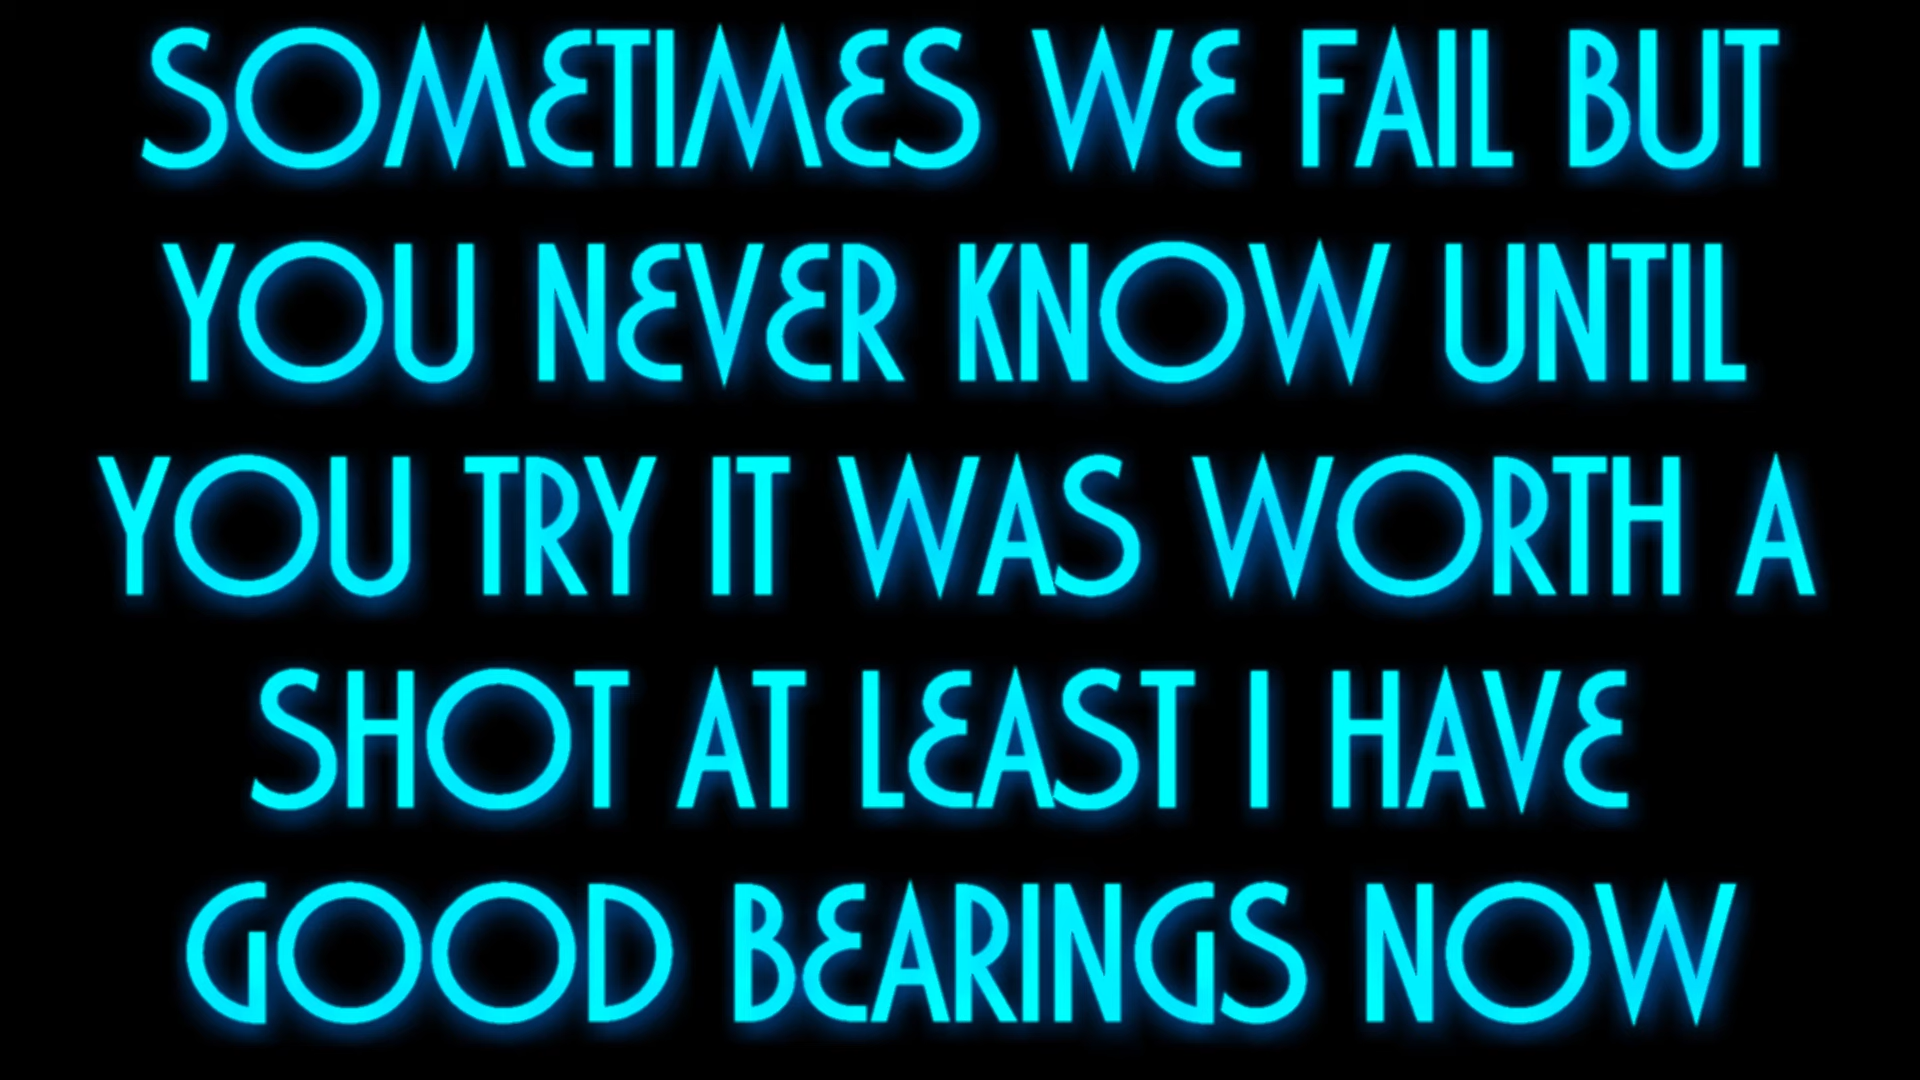 SOMETIMES WE FAIL BUT
YOU NEVER KNOW UNTIL
YOU TRY IT WAS WORTH A
SHOT AT LEAST I HAVE
GOOD BEARINGS NOW